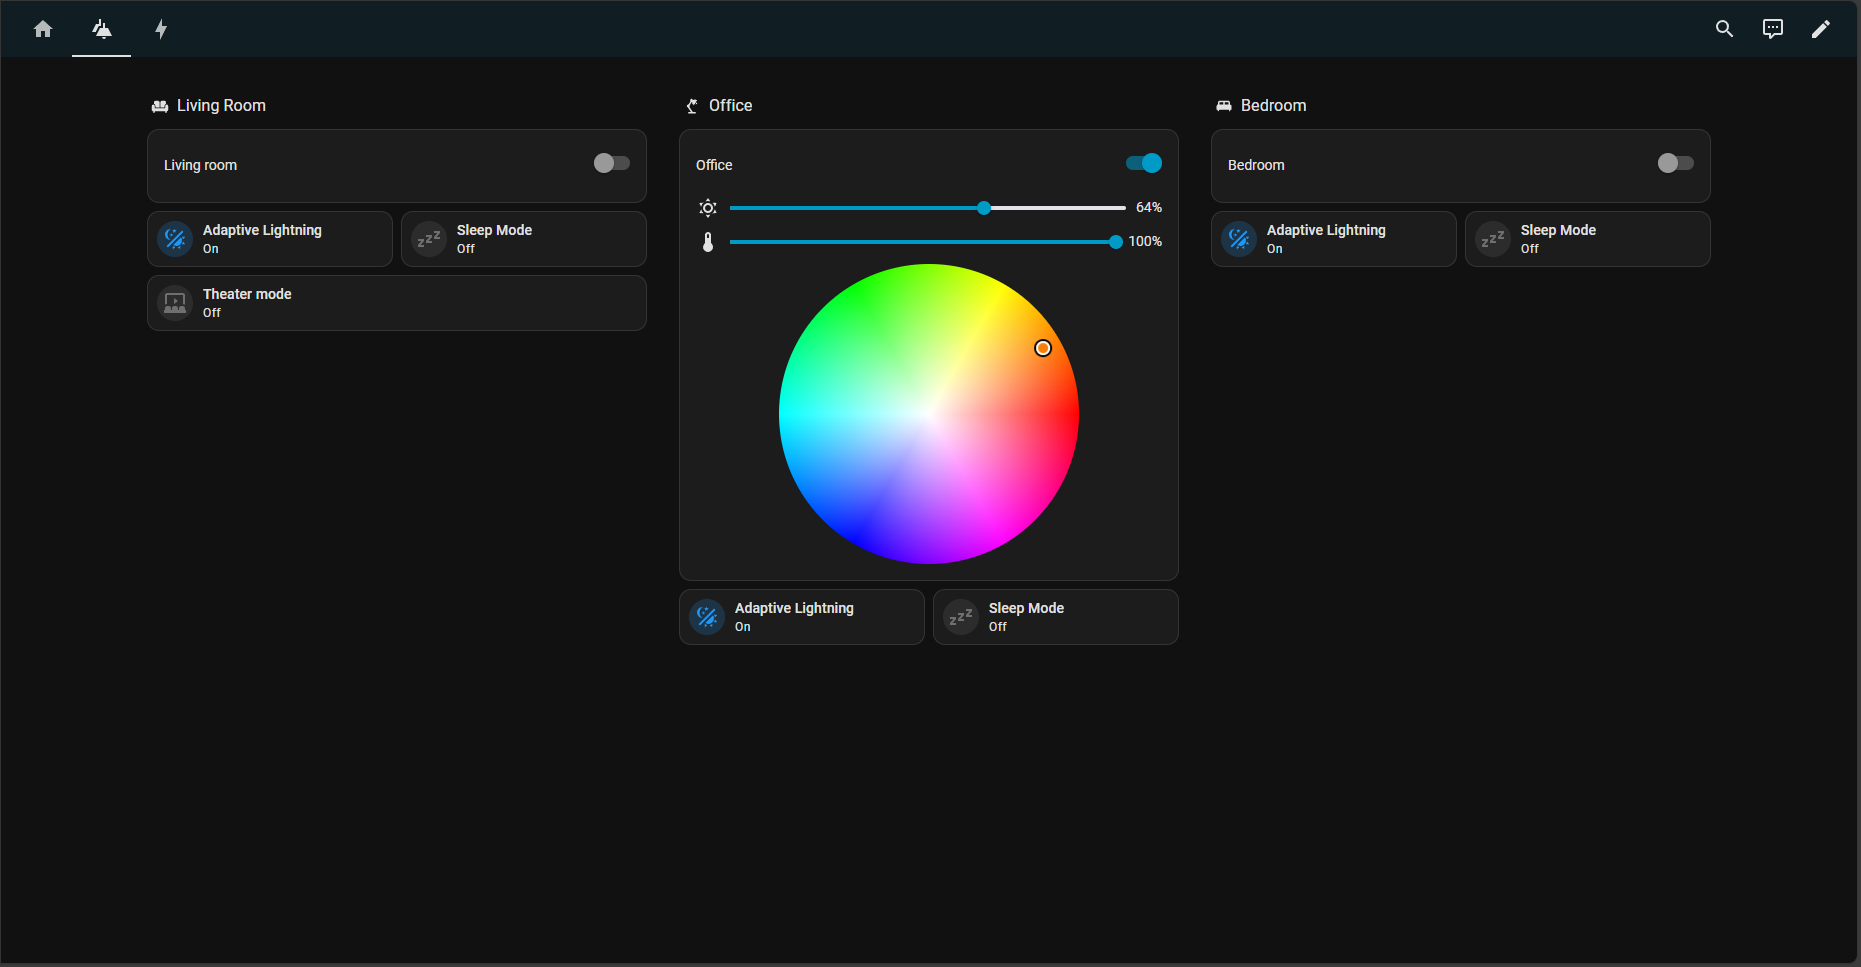 Living Room
Living room
Adaptive Lightning
On
Sleep Mode
Off
Theater mode
Off
Office
Office
64%
100%
Adaptive Lightning
On
Sleep Mode
Off
Bedroom
Bedroom
Adaptive Lightning
On
Sleep Mode
Off